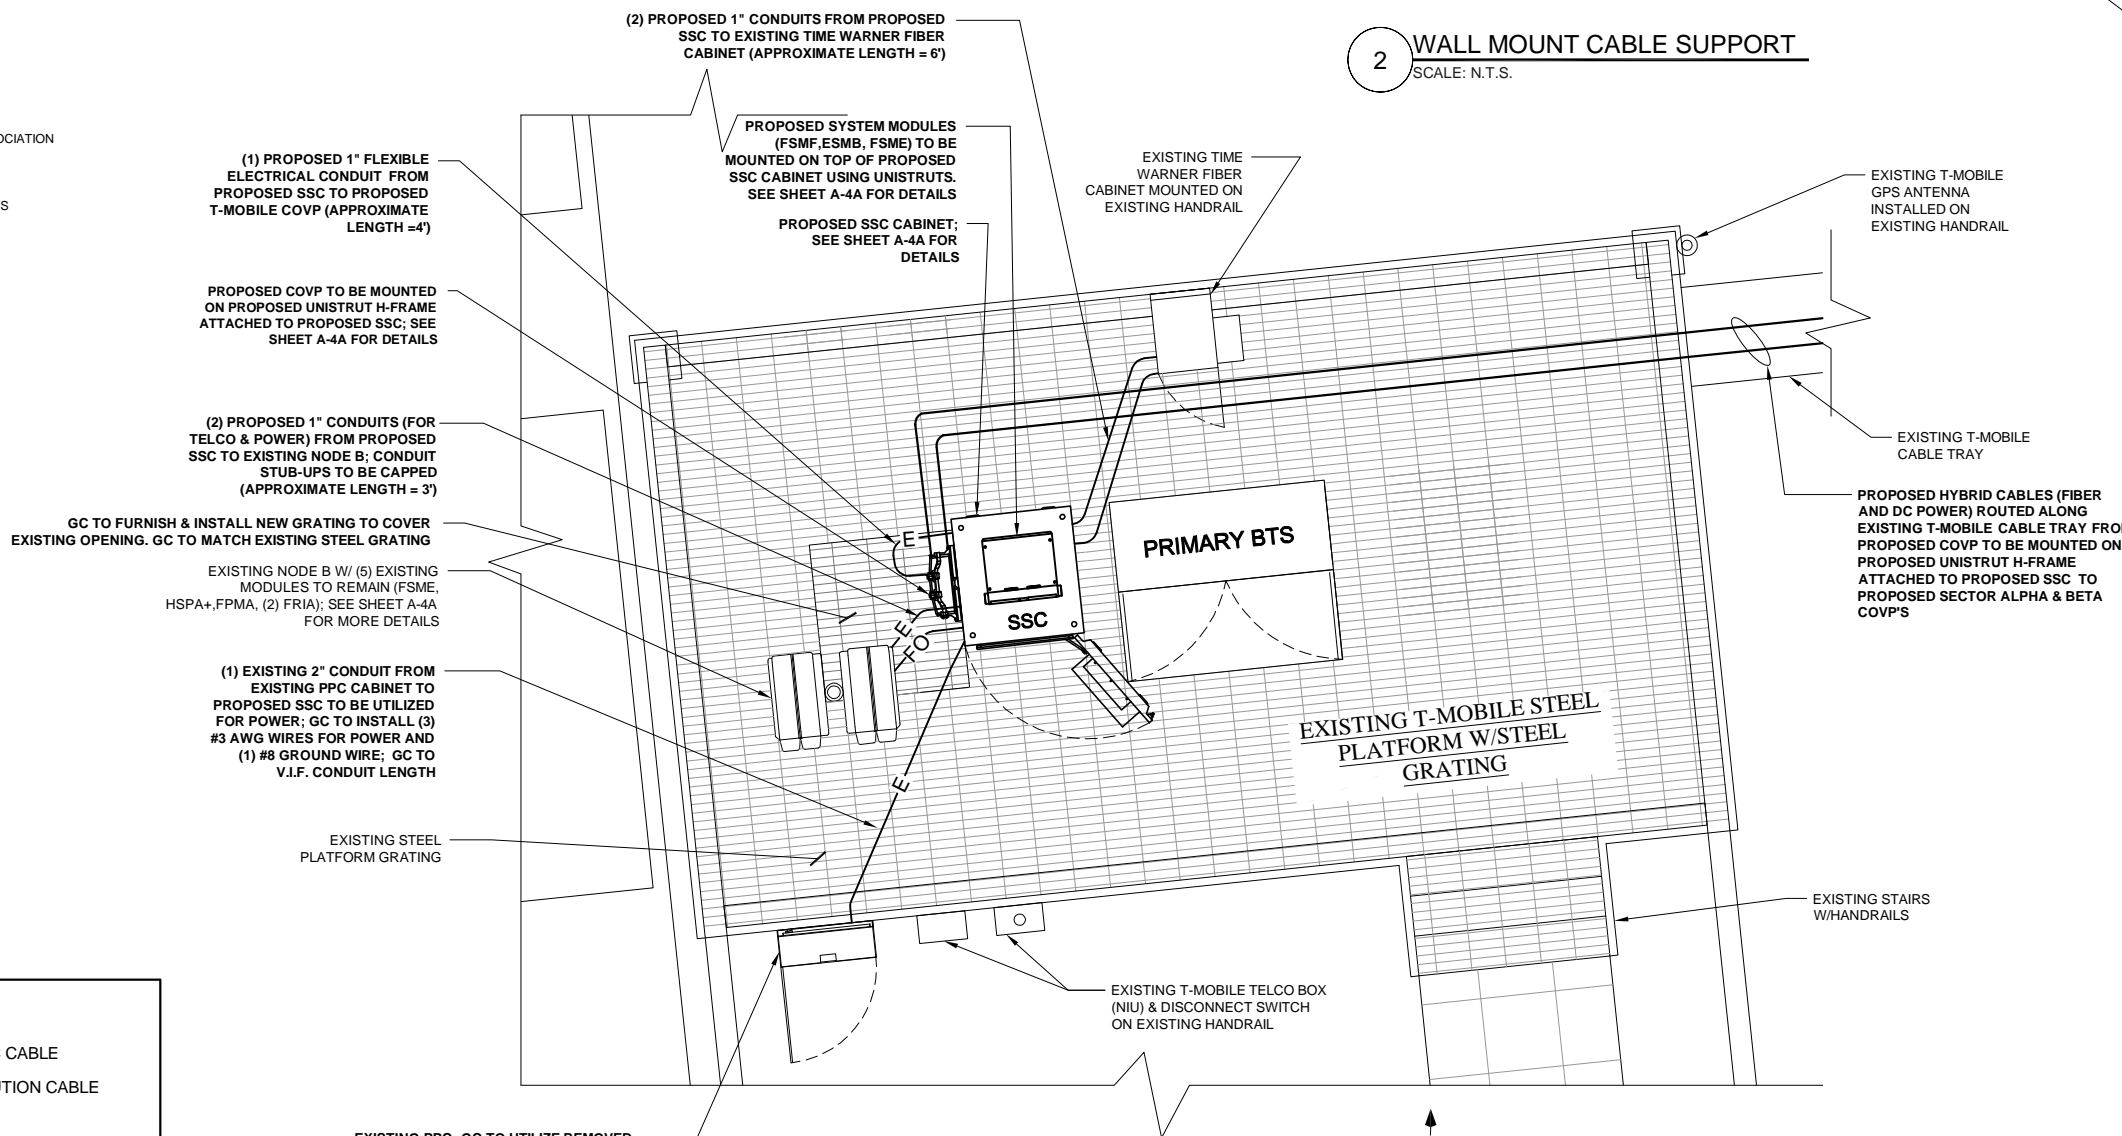 (2) PROPOSED 1" CONDUITS FROM PROPOSED
SSC TO EXISTING TIME WARNER FIBER
CABINET (APPROXIMATE LENGTH = 6')
2
WALL MOUNT CABLE SUPPORT
SCALE: N.T.S.
OCIATION
S
(1) PROPOSED 1" FLEXIBLE
ELECTRICAL CONDUIT FROM
PROPOSED SSC TO PROPOSED
T-MOBILE COVP (APPROXIMATE
LENGTH =4')
PROPOSED SYSTEM MODULES
(FSMF,ESMB, FSME) TO BE
MOUNTED ON TOP OF PROPOSED
SSC CABINET USING UNISTRUTS.
SEE SHEET A-4A FOR DETAILS
PROPOSED SSC CABINET;
SEE SHEET A-4A FOR
DETAILS
EXISTING TIME
WARNER FIBER
CABINET MOUNTED ON
EXISTING HANDRAIL
EXISTING T-MOBILE
GPS ANTENNA
INSTALLED ON
EXISTING HANDRAIL
PROPOSED COVP TO BE MOUNTED
ON PROPOSED UNISTRUT H-FRAME
ATTACHED TO PROPOSED SSC; SEE
SHEET A-4A FOR DETAILS
(2) PROPOSED 1" CONDUITS (FOR
TELCO & POWER) FROM PROPOSED
SSC TO EXISTING NODE B; CONDUIT
STUB-UPS TO BE CAPPED
(APPROXIMATE LENGTH = 3')
GC TO FURNISH & INSTALL NEW GRATING TO COVER
EXISTING OPENING. GC TO MATCH EXISTING STEEL GRATING
EXISTING NODE B W/ (5) EXISTING
MODULES TO REMAIN (FSME,
HSPA+,FPMA, (2) FRIA); SEE SHEET A-4A
FOR MORE DETAILS
(1) EXISTING 2" CONDUIT FROM
EXISTING PPC CABINET TO
PROPOSED SSC TO BE UTILIZED
FOR POWER; GC TO INSTALL (3)
#3 AWG WIRES FOR POWER AND
(1) #8 GROUND WIRE; GC TO
V.I.F. CONDUIT LENGTH
EXISTING STEEL
PLATFORM GRATING
E
E
FO
E
SSC
PRIMARY BTS
EXISTING T-MOBILE STEEL
PLATFORM W/STEEL
GRATING
EXISTING T-MOBILE
CABLE TRAY
PROPOSED HYBRID CABLES (FIBER
AND DC POWER) ROUTED ALONG
EXISTING T-MOBILE CABLE TRAY FRO
PROPOSED COVP TO BE MOUNTED ON
PROPOSED UNISTRUT H-FRAME
ATTACHED TO PROPOSED SSC TO
PROPOSED SECTOR ALPHA & BETA
COVP'S
EXISTING STAIRS
W/HANDRAILS
EXISTING T-MOBILE TELCO BOX
(NIU) & DISCONNECT SWITCH
ON EXISTING HANDRAIL
CABLE
UTION CABLE
EXISTING PPC; GC TO UTILIZE REMOVED